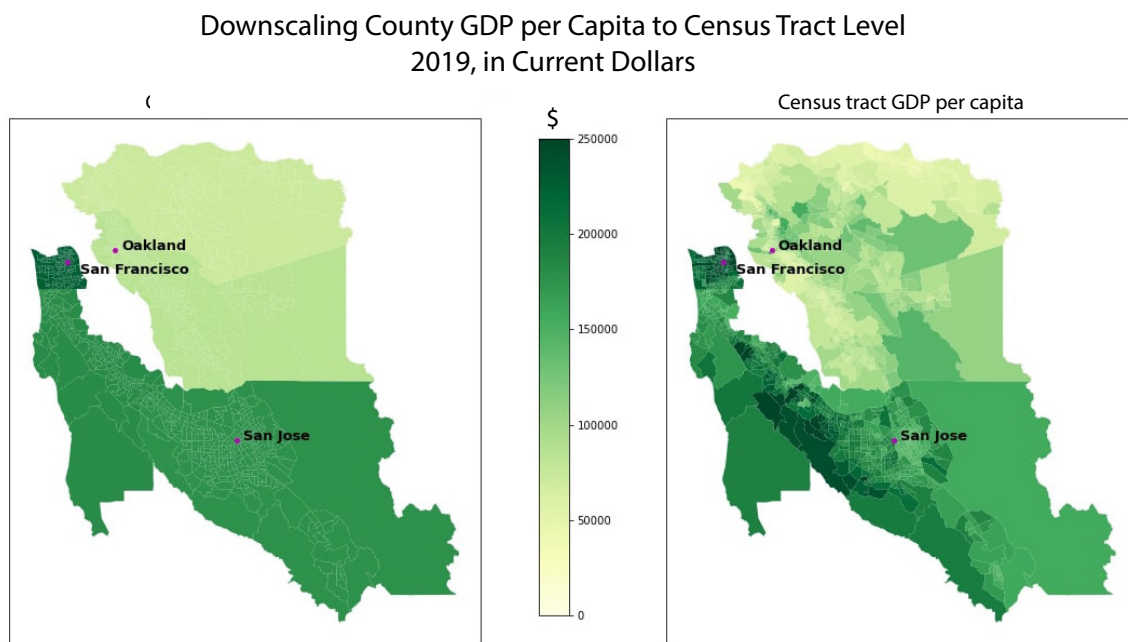 Downscaling County GDP per Capita to Census Tract Level
2019, in Current Dollars
Census tract GDP per capita
$
250000
200000
150000
100000
50000
0
Oakland
San Francisco
San Jose
Oakland
San Francisco
San Jose